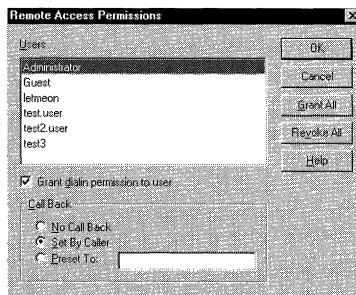 Remote Access Permissions
Users
Administrator
Guest
letmeon
test.user
test2.user
test3
Grant dialin permission to user
Call Back
No Call Back
Set By Caller
Preset To:
OK
Cancel
Grant All
Revoke All
Help